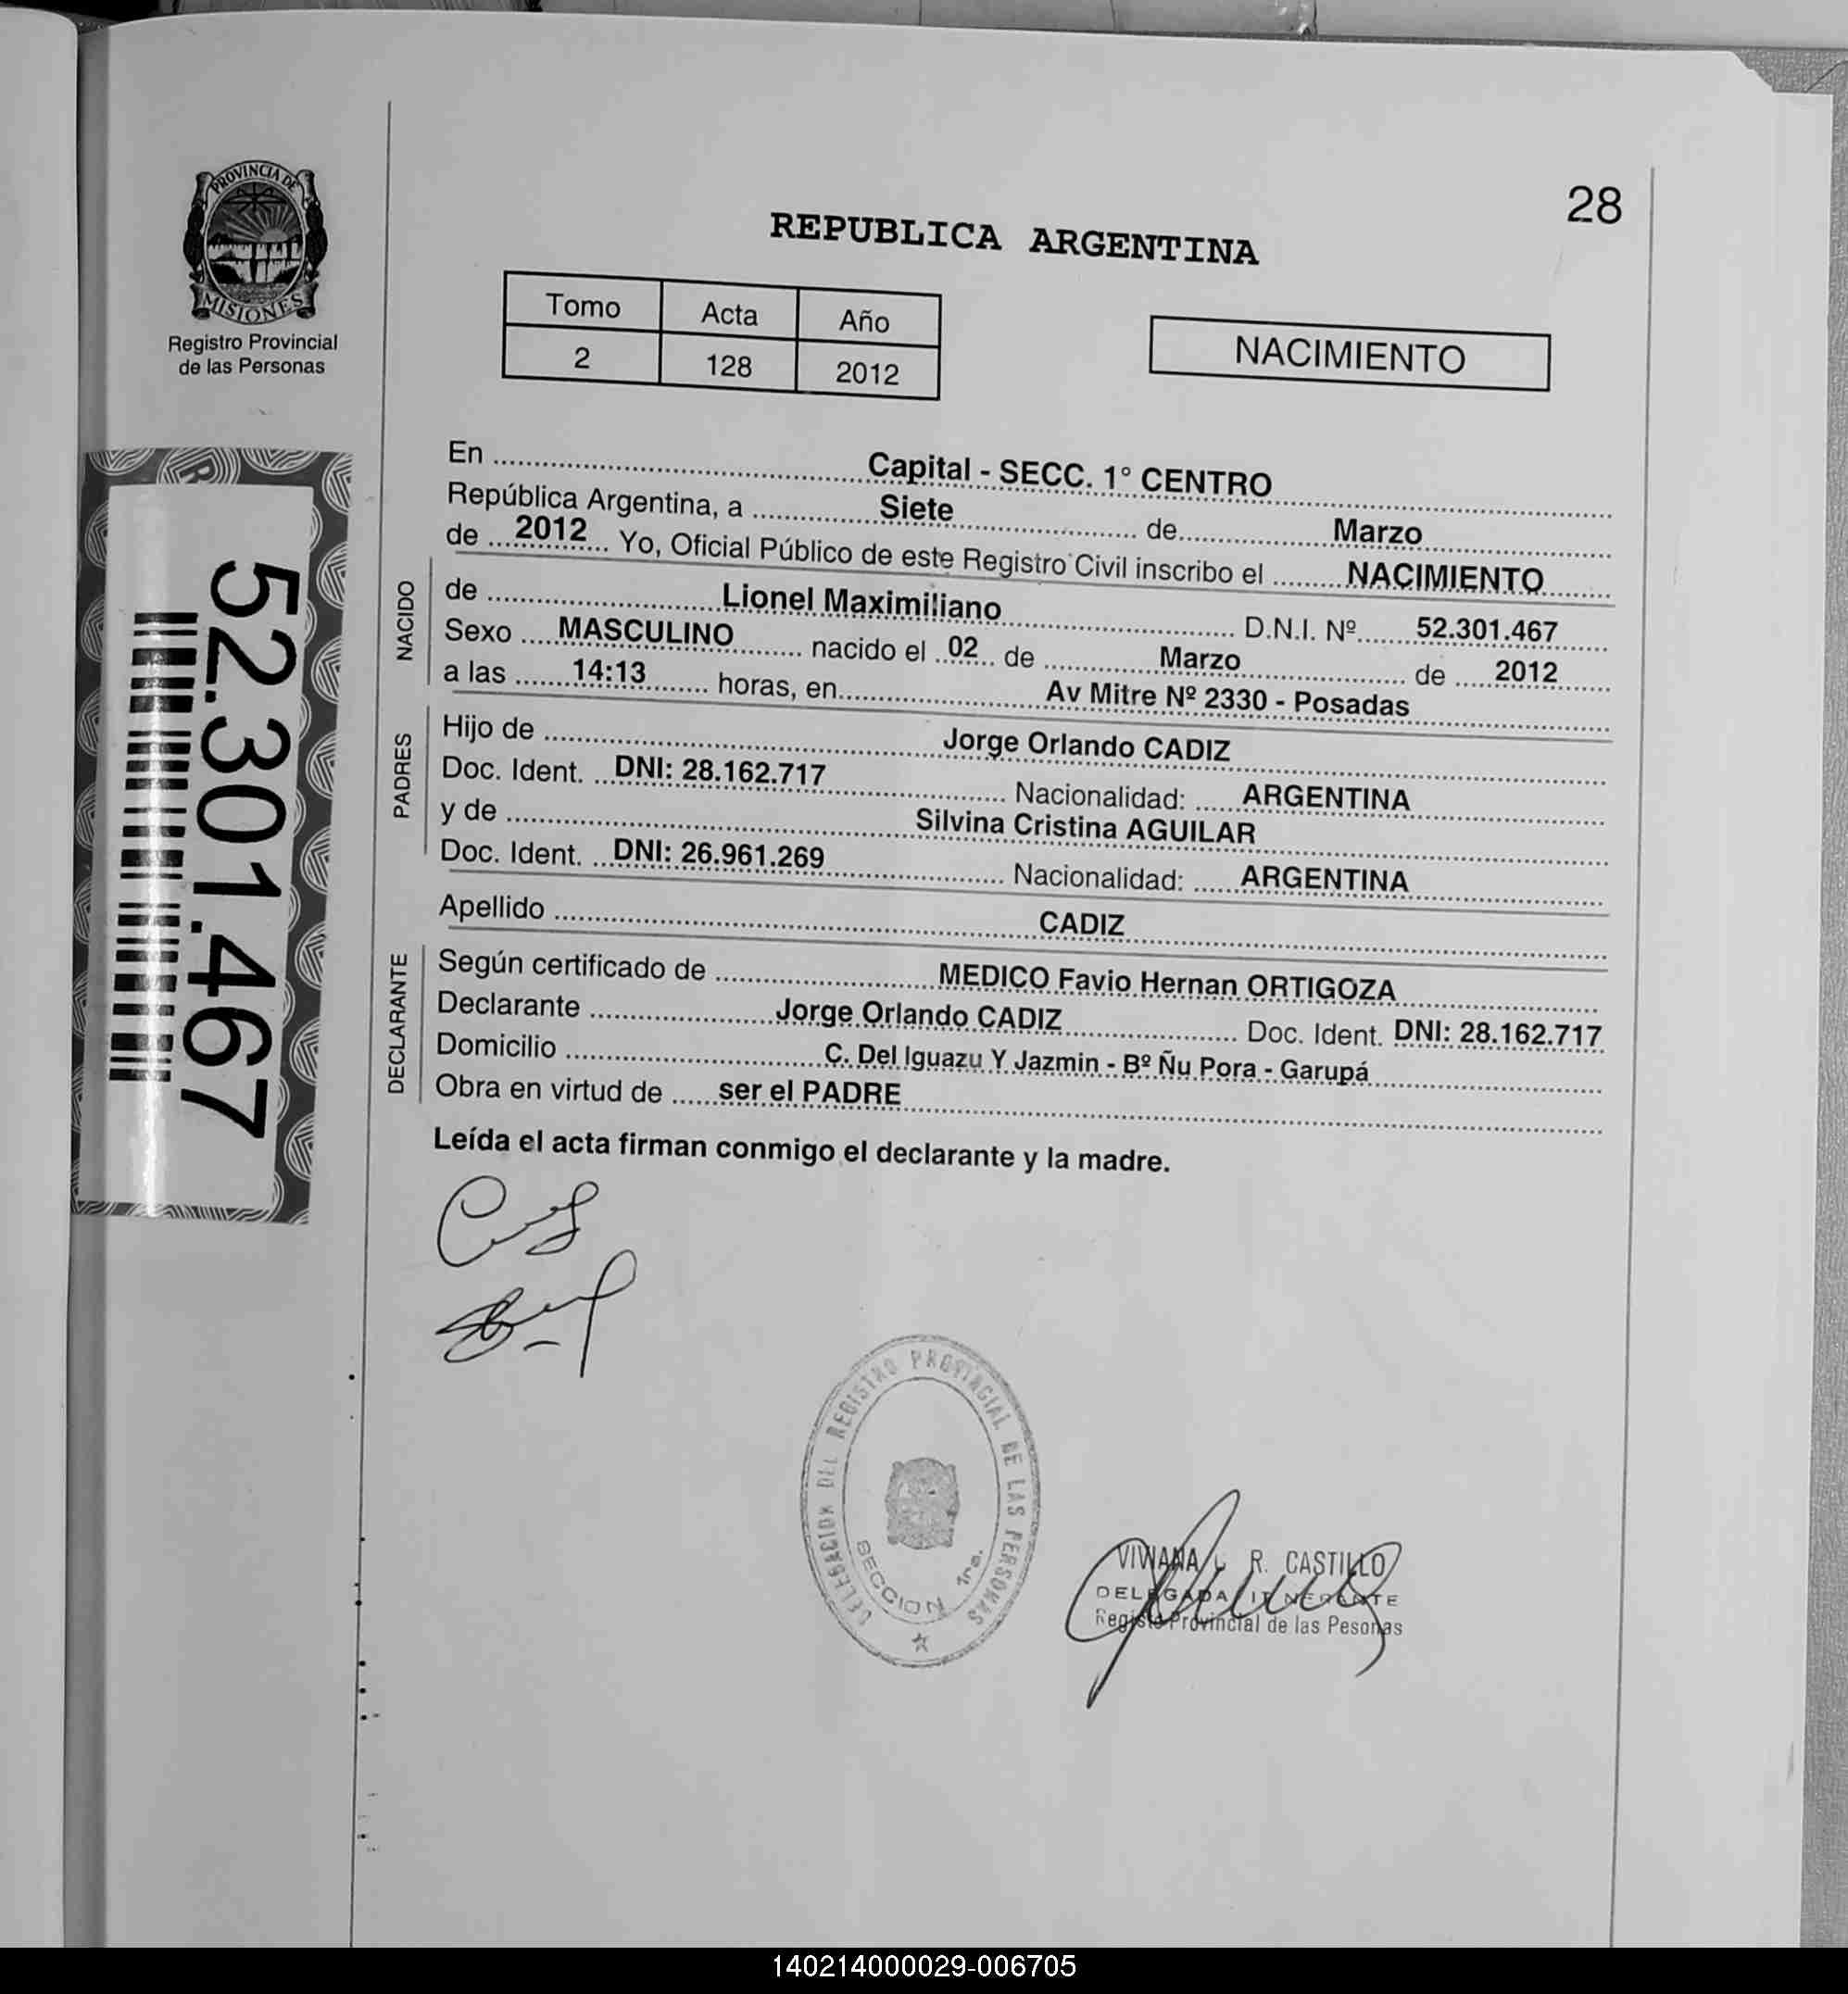 PROVINCIA DE
MISIONES
Registro Provincial
de las Personas
28
REPUBLICA ARGENTINA
Tomo Acta Año
2 128 2012
NACIMIENTO
En Capital - SECC. 1° CENTRO
República Argentina, a Siete de Marzo
de 2012 Yo, Oficial Público de este Registro Civil inscribo el NACIMIENTO
NACIDO
de Lionel Maximiliano D.N.I. Nº 52.301.467
Sexo MASCULINO nacido el 02 de Marzo de 2012
a las 14:13 horas, en Av Mitre Nº 2330 - Posadas
PADRES
Hijo de Jorge Orlando CADIZ
Doc. Ident. DNI: 28.162.717 Nacionalidad: ARGENTINA
y de Silvina Cristina AGUILAR
Doc. Ident. DNI: 26.961.269 Nacionalidad: ARGENTINA
Apellido CADIZ
DECLARANTE
Según certificado de MEDICO Favio Hernan ORTIGOZA
Declarante Jorge Orlando CADIZ Doc. Ident. DNI: 28.162.717
Domicilio C. Del Iguazu Y Jazmin - Bº Ñu Pora - Garupá
Obra en virtud de ser el PADRE
Leída el acta firman conmigo el declarante y la madre.
52.301.467
DELEGACION DEL REGISTRO PROVINCIAL DE LAS PERSONAS
SECCION 1ra.
R. CASTILLO
DELEGADA ITINERANTE
Registo Provincial de las Pesonas
140214000029-006705